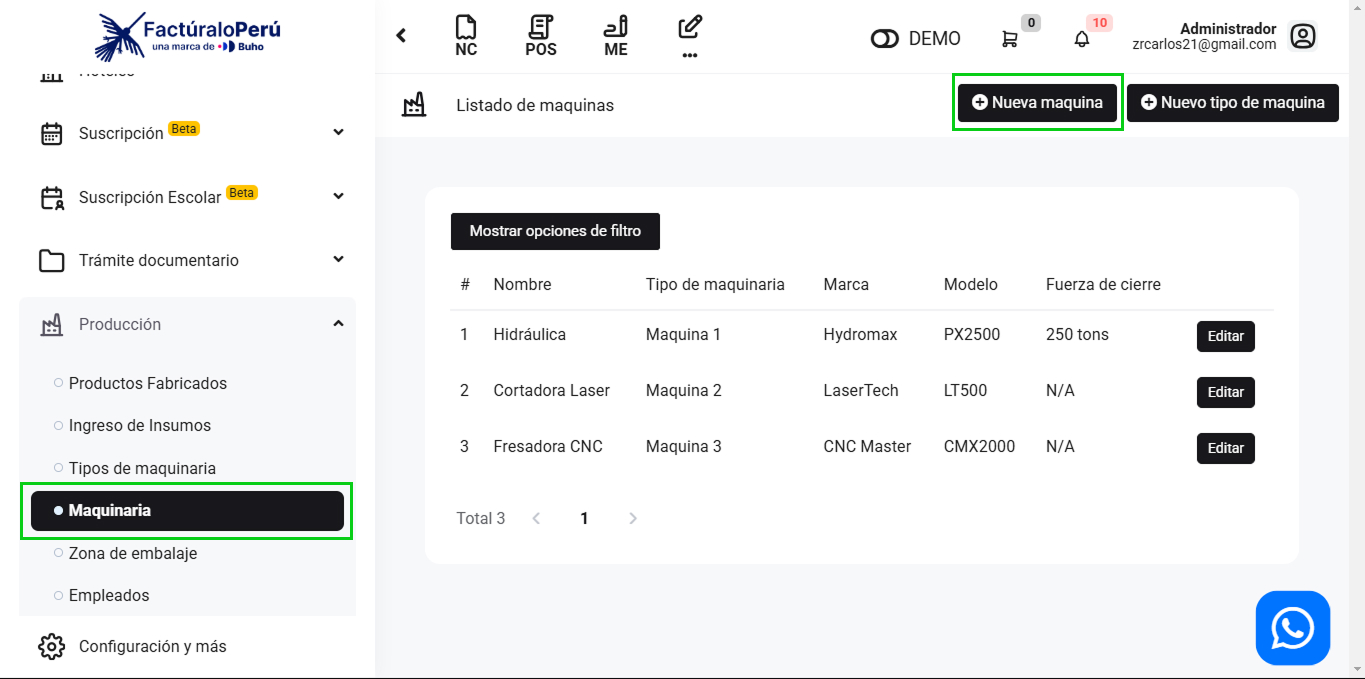 FactúraloPerú
una marca de Buho
Hoteles
Suscripción Beta
Suscripción Escolar Beta
Trámite documentario
Producción
Productos Fabricados
Ingreso de Insumos
Tipos de maquinaria
Maquinaria
Zona de embalaje
Empleados
Configuración y más
NC
POS
ME
...
DEMO
0
10
Administrador
zrcarlos21@gmail.com
Listado de maquinas
Nueva maquina
Nuevo tipo de maquina
Mostrar opciones de filtro
# Nombre Tipo de maquinaria Marca Modelo Fuerza de cierre
1 Hidráulica Maquina 1 Hydromax PX2500 250 tons Editar
2 Cortadora Laser Maquina 2 LaserTech LT500 N/A Editar
3 Fresadora CNC Maquina 3 CNC Master CMX2000 N/A Editar
Total 3 1